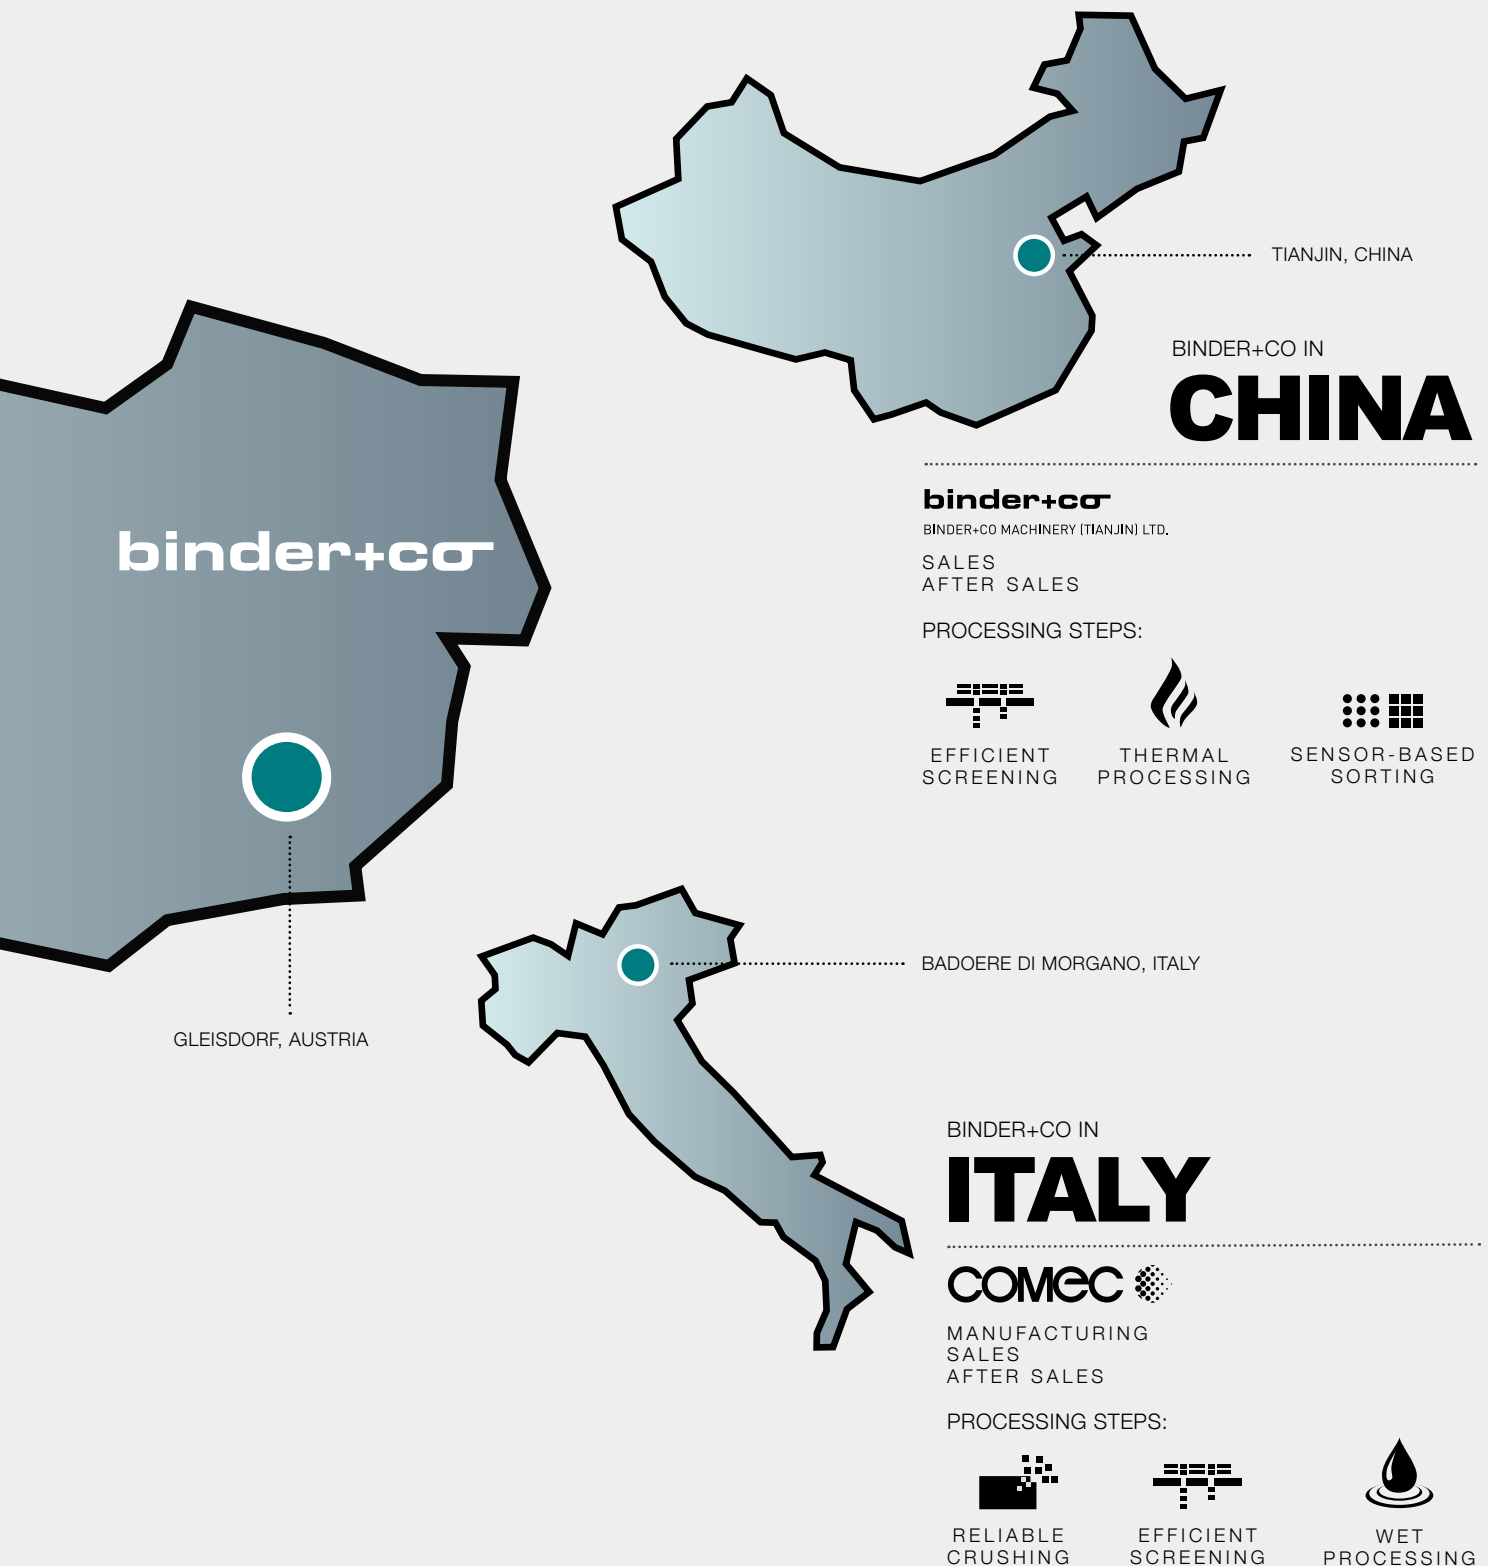 TIANJIN, CHINA
BINDER+CO IN
CHINA
binder+co
BINDER+CO MACHINERY (TIANJIN) LTD.
SALES
AFTER SALES
PROCESSING STEPS:
EFFICIENT
SCREENING
THERMAL
PROCESSING
SENSOR-BASED
SORTING
binder+co
GLEISDORF, AUSTRIA
BADOERE DI MORGANO, ITALY
BINDER+CO IN
ITALY
COMeC
MANUFACTURING
SALES
AFTER SALES
PROCESSING STEPS:
RELIABLE
CRUSHING
EFFICIENT
SCREENING
WET
PROCESSING